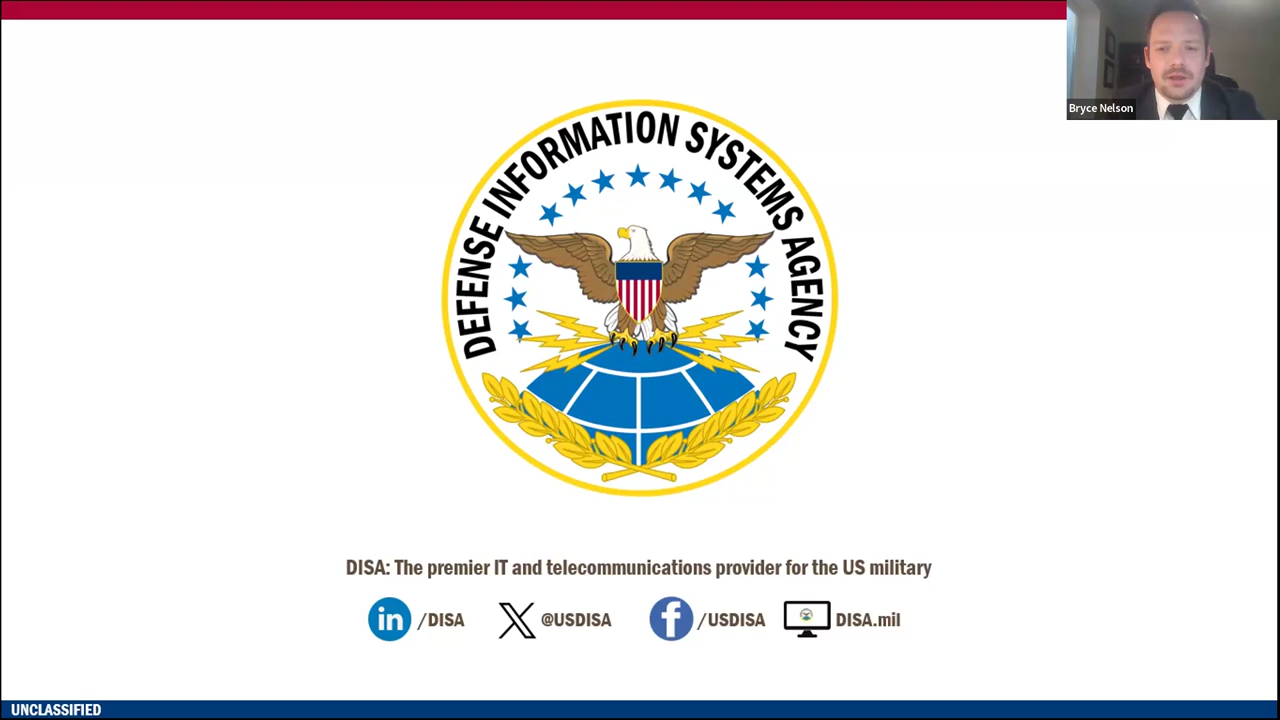 Bryce Nelson
DEFENSE INFORMATION SYSTEMS AGENCY
DISA: The premier IT and telecommunications provider for the US military
in /DISA
X @USDISA
f /USDISA
DISA.mil
UNCLASSIFIED